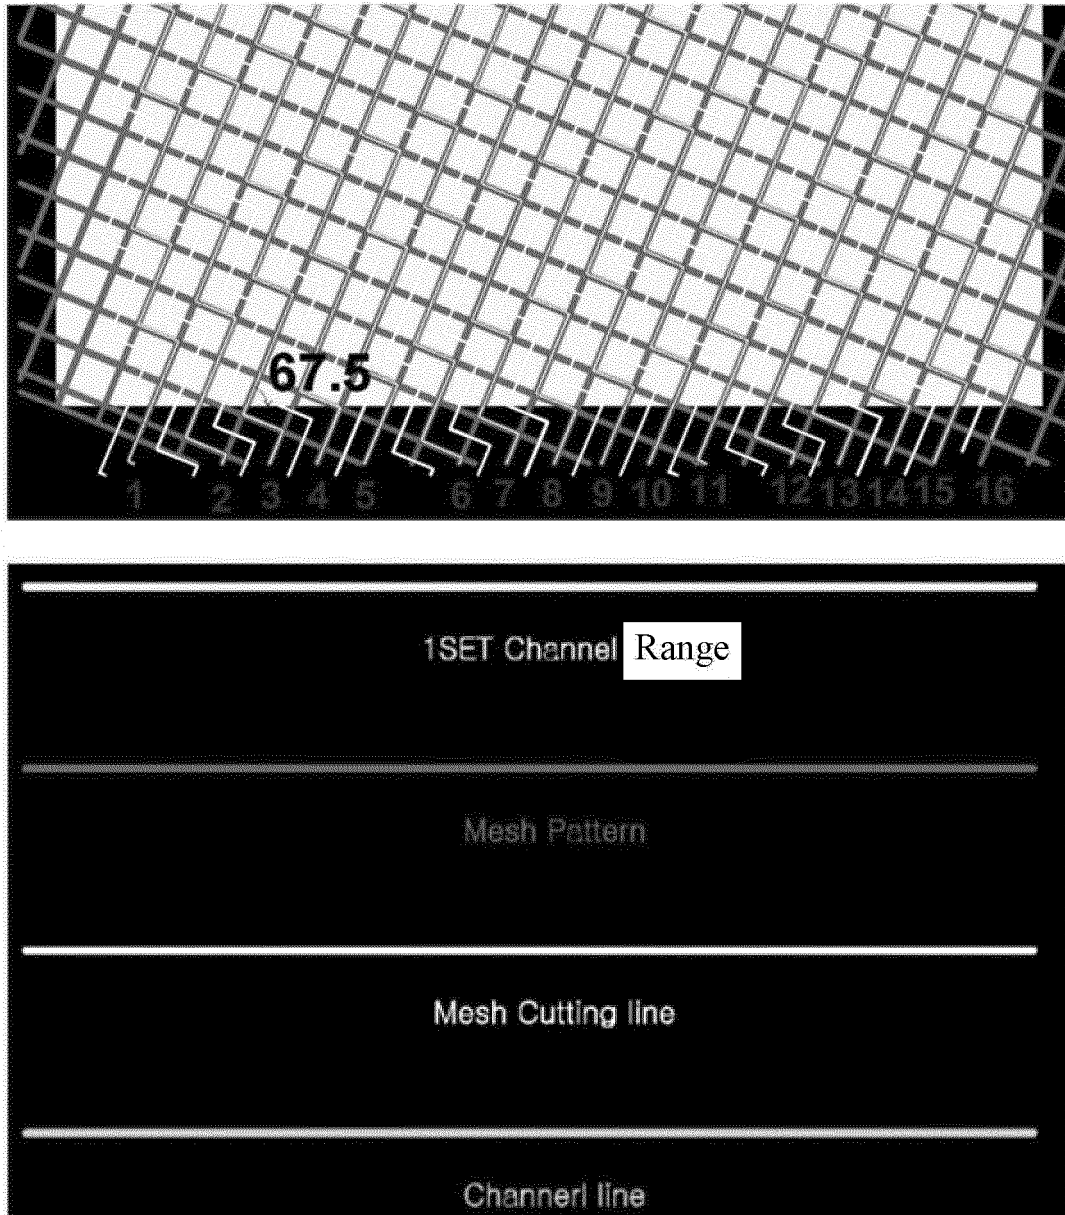 67.5
1 2 3 4 5 6 7 8 9 10 11 12 13 14 15 16
1SET Channel Range
Mesh Pattern
Mesh Cutting line
Channerl line